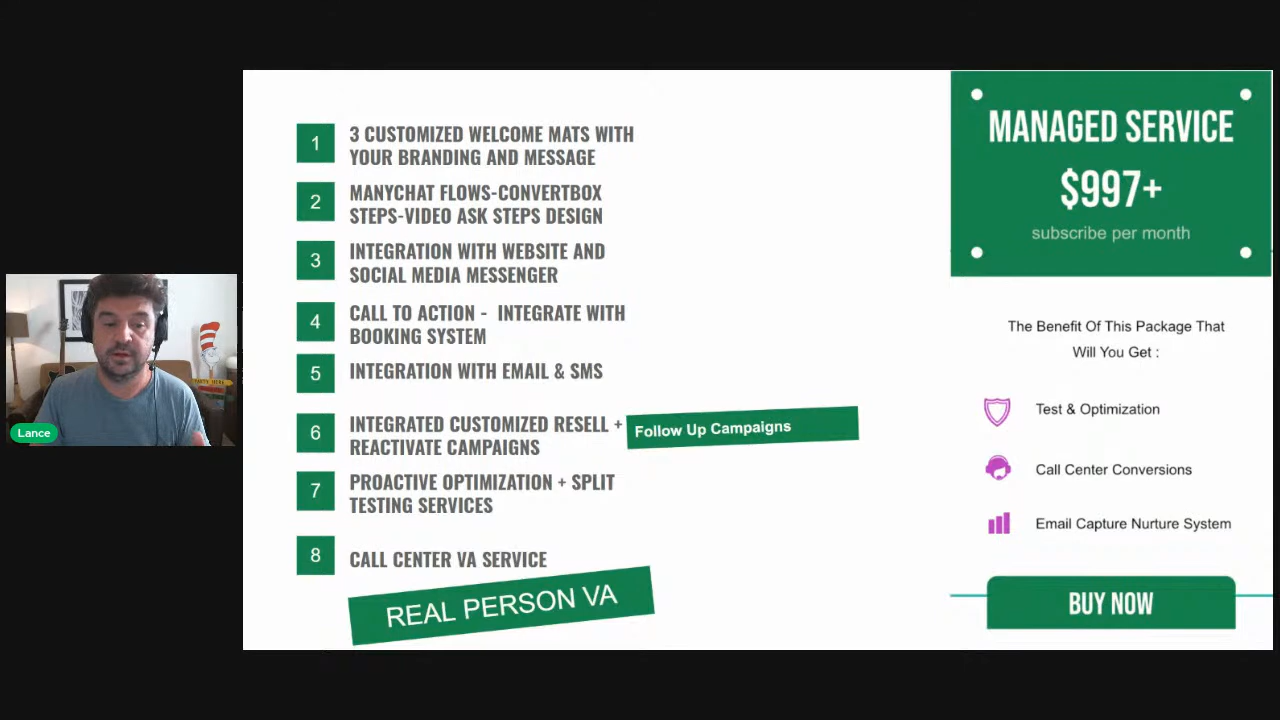 Lance
1
3 CUSTOMIZED WELCOME MATS WITH
YOUR BRANDING AND MESSAGE
2
MANYCHAT FLOWS-CONVERTBOX
STEPS-VIDEO ASK STEPS DESIGN
3
INTEGRATION WITH WEBSITE AND
SOCIAL MEDIA MESSENGER
4
CALL TO ACTION - INTEGRATE WITH
BOOKING SYSTEM
5
INTEGRATION WITH EMAIL & SMS
6
INTEGRATED CUSTOMIZED RESELL +
REACTIVATE CAMPAIGNS
Follow Up Campaigns
7
PROACTIVE OPTIMIZATION + SPLIT
TESTING SERVICES
8
CALL CENTER VA SERVICE
REAL PERSON VA
MANAGED SERVICE
$997+
subscribe per month
The Benefit Of This Package That
Will You Get :
Test & Optimization
Call Center Conversions
Email Capture Nurture System
BUY NOW